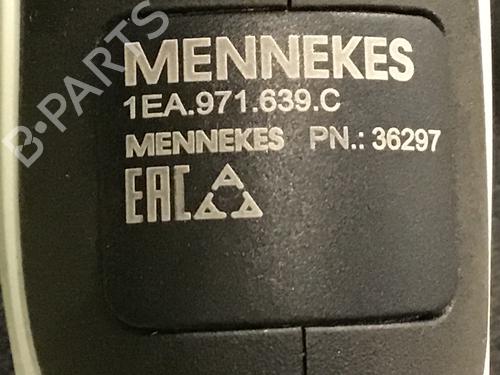 MENNEKES
1EA.971.639.C
MENNEKES PN.: 36297
EAC
B-PARTS